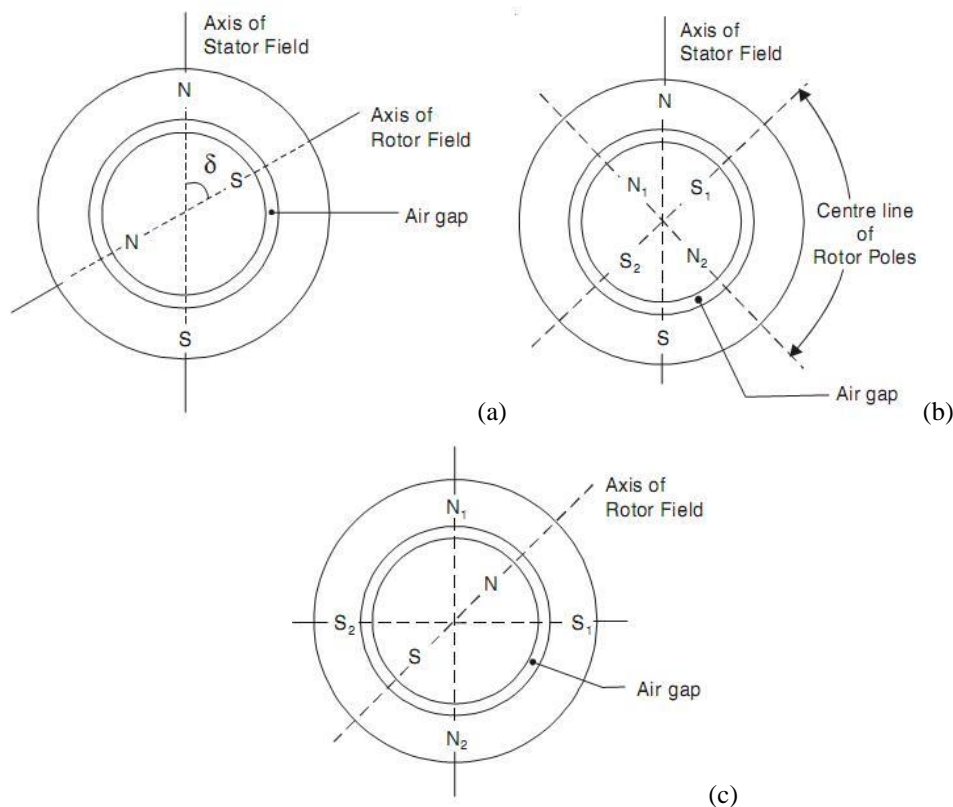 Axis of
Stator Field
N
Axis of
Rotor Field
δ
S
Air gap
N
S
(a)
Axis of
Stator Field
N
N₁
S₁
Centre line
of
Rotor Poles
S₂
N₂
S
Air gap
(b)
Axis of
Rotor Field
N₁
N
S₂
S₁
S
Air gap
N₂
(c)